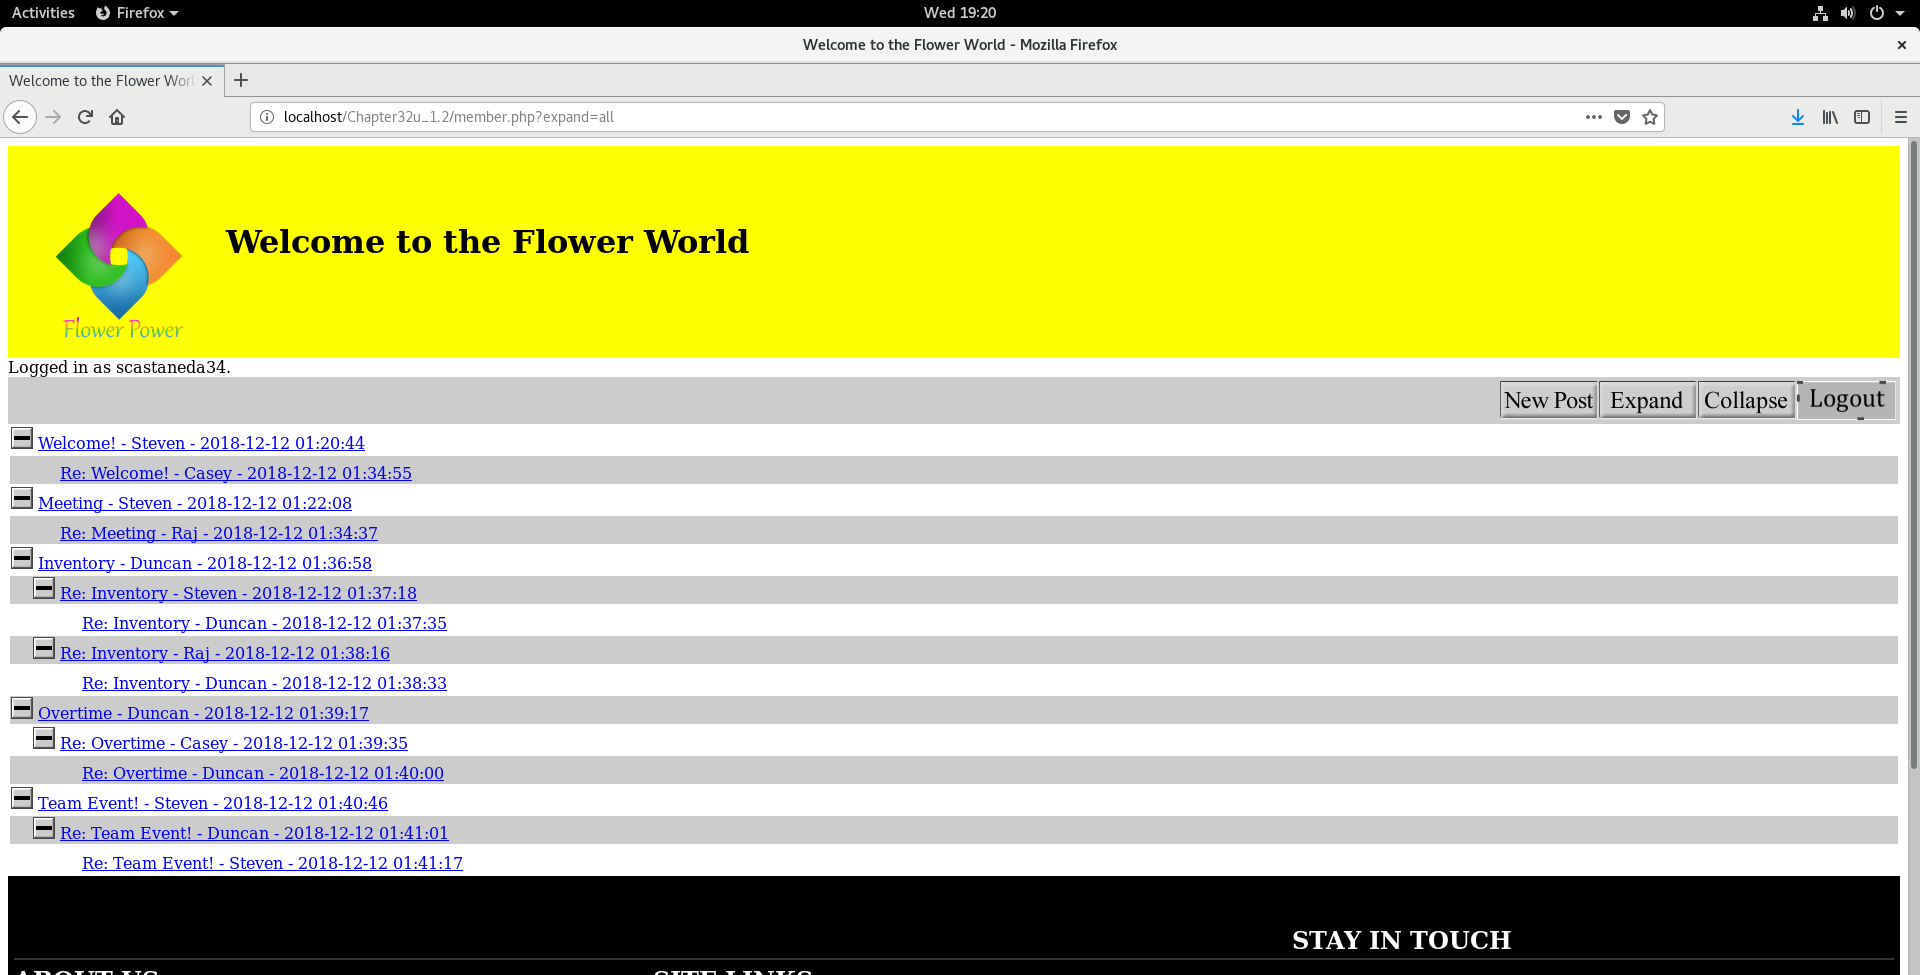 Activities Firefox Wed 19:20
Welcome to the Flower World - Mozilla Firefox
Welcome to the Flower Worl
localhost/Chapter32u_1.2/member.php?expand=all
Welcome to the Flower World
Flower Power
Logged in as scastaneda34.
New Post Expand Collapse Logout
Welcome! - Steven - 2018-12-12 01:20:44
Re: Welcome! - Casey - 2018-12-12 01:34:55
Meeting - Steven - 2018-12-12 01:22:08
Re: Meeting - Raj - 2018-12-12 01:34:37
Inventory - Duncan - 2018-12-12 01:36:58
Re: Inventory - Steven - 2018-12-12 01:37:18
Re: Inventory - Duncan - 2018-12-12 01:37:35
Re: Inventory - Raj - 2018-12-12 01:38:16
Re: Inventory - Duncan - 2018-12-12 01:38:33
Overtime - Duncan - 2018-12-12 01:39:17
Re: Overtime - Casey - 2018-12-12 01:39:35
Re: Overtime - Duncan - 2018-12-12 01:40:00
Team Event! - Steven - 2018-12-12 01:40:46
Re: Team Event! - Duncan - 2018-12-12 01:41:01
Re: Team Event! - Steven - 2018-12-12 01:41:17
STAY IN TOUCH
ABOUT US SITE LINKS